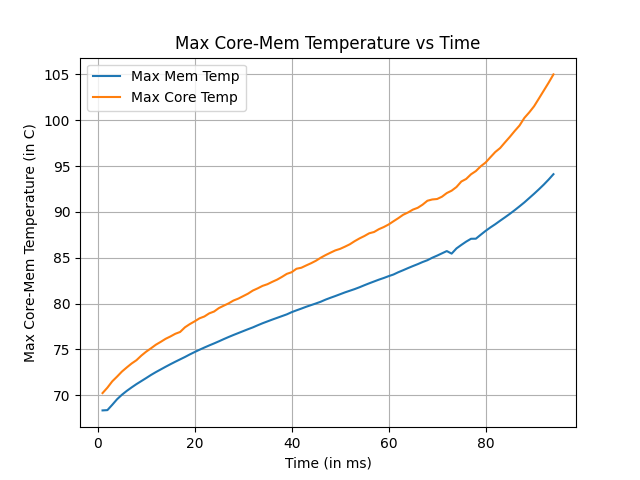 Max Core-Mem Temperature vs Time
Max Mem Temp
Max Core Temp
Max Core-Mem Temperature (in C)
105
100
95
90
85
80
75
70
0 20 40 60 80
Time (in ms)